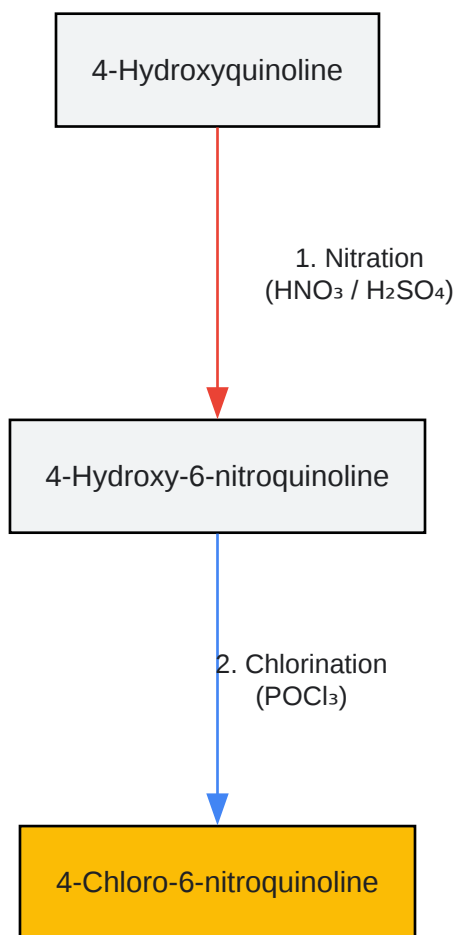 4-Hydroxyquinoline
1. Nitration
(HNO₃ / H₂SO₄)
4-Hydroxy-6-nitroquinoline
2. Chlorination
(POCl₃)
4-Chloro-6-nitroquinoline